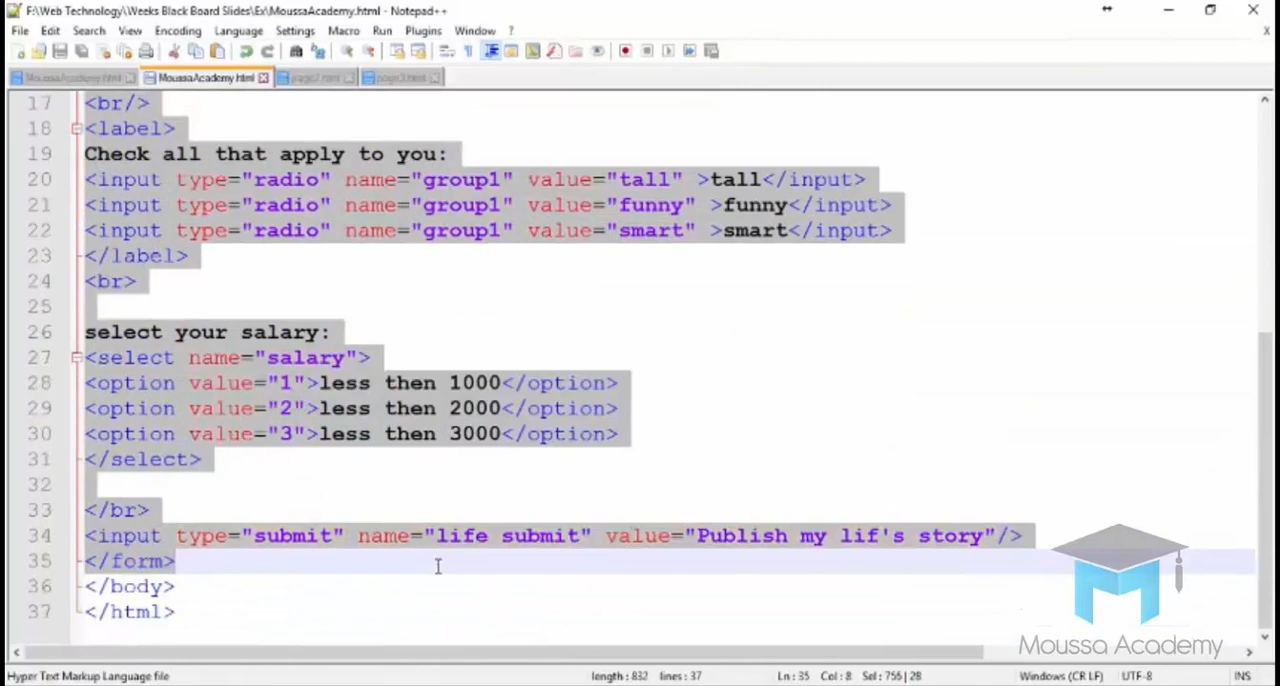 F:\Web Technology\Weeks Black Board Slides\Ex\MoussaAcademy.html - Notepad++
File Edit Search View Encoding Language Settings Macro Run Plugins Window ? X
MoussaAcademy.html MoussaAcademy.html page2.html page3.html
17 <br/>
18 <label>
19 Check all that apply to you:
20 <input type="radio" name="group1" value="tall" >tall</input>
21 <input type="radio" name="group1" value="funny" >funny</input>
22 <input type="radio" name="group1" value="smart" >smart</input>
23 </label>
24 <br>
25
26 select your salary:
27 <select name="salary">
28 <option value="1">less then 1000</option>
29 <option value="2">less then 2000</option>
30 <option value="3">less then 3000</option>
31 </select>
32
33 </br>
34 <input type="submit" name="life submit" value="Publish my lif's story"/>
35 </form>
36 </body>
37 </html>
Moussa Academy
Hyper Text Markup Language file length : 832 lines : 37 Ln : 35 Col : 8 Sel : 755 | 28 Windows (CR LF) UTF-8 INS